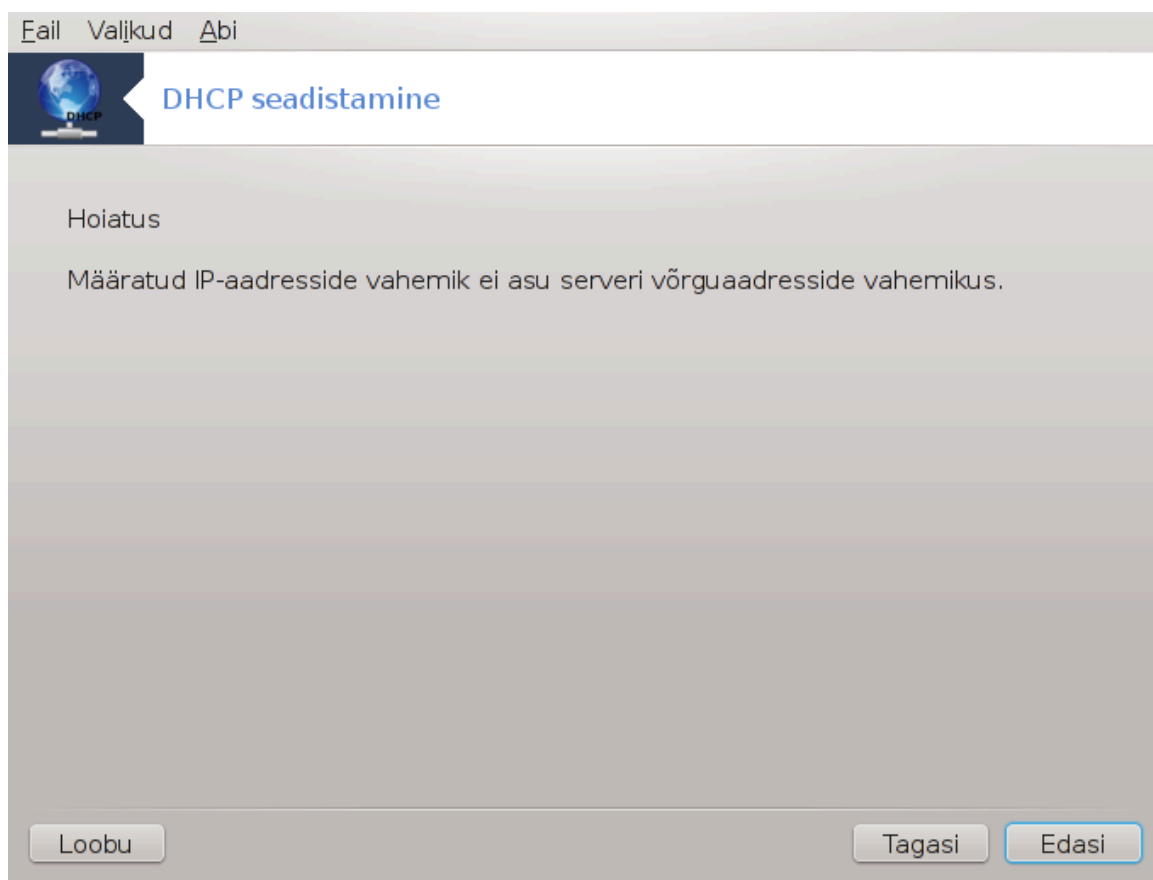 Fail Valikud Abi
DHCP
DHCP seadistamine
Hoiatus
Määratud IP-aadresside vahemik ei asu serveri võrguaadresside vahemikus.
Loobu Tagasi Edasi